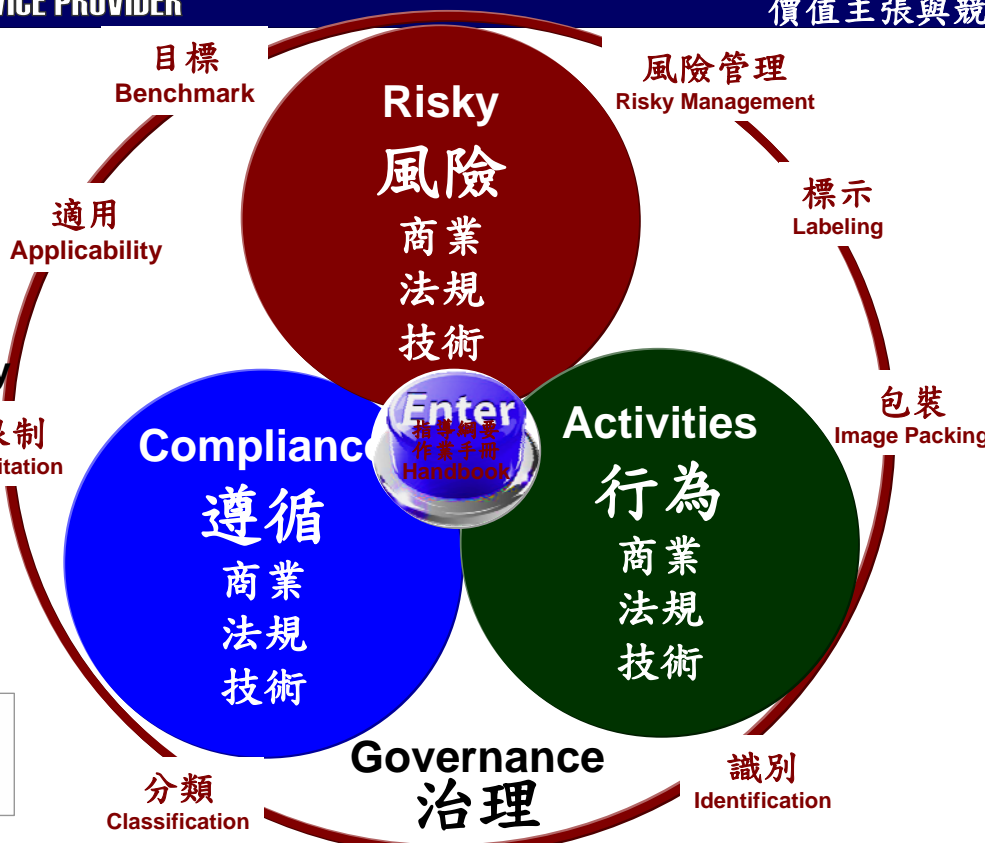 VICE PROVIDER
價值主張與競
目標
Benchmark
風險管理
Risky Management
Risky
風險
商業
法規
技術
適用
Applicability
標示
Labeling
制
itation
包裝
Image Packing
Enter
指導綱要
作業手冊
Handbook
Compliance
遵循
商業
法規
技術
Activities
行為
商業
法規
技術
Governance
治理
分類
Classification
識別
Identification